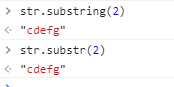 > str.substring(2)
<· "cdefg"
> str.substr(2)
<· "cdefg"